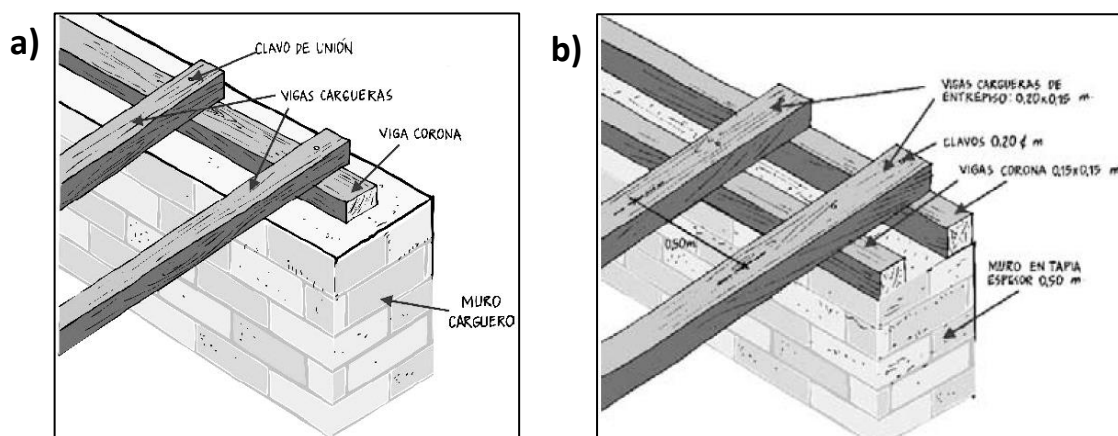 a)
CLAVO DE UNIÓN
VIGAS CARGUERAS
VIGA CORONA
MURO
CARGUERO
b)
VIGAS CARGUERAS DE
ENTREPISO: 0,20x0,15 m
CLAVOS 0.20 ¢ m
VIGAS CORONA 0,15x0,15 m
0,50m
MURO EN TAPIA
ESPESOR 0,50 m